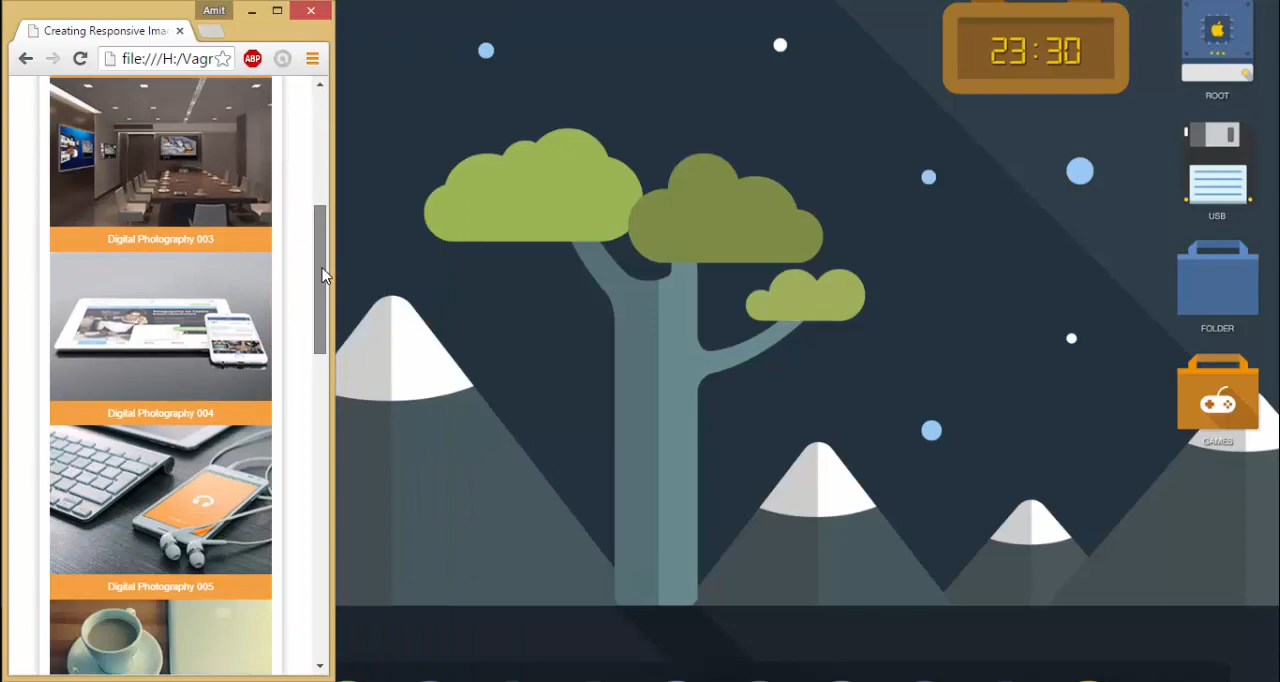 Amit
Creating Responsive Ima
file:///H:/Vagr
ABP
Digital Photography 003
Digital Photography 004
Digital Photography 005
23:30
ROOT
USB
FOLDER
GAMES